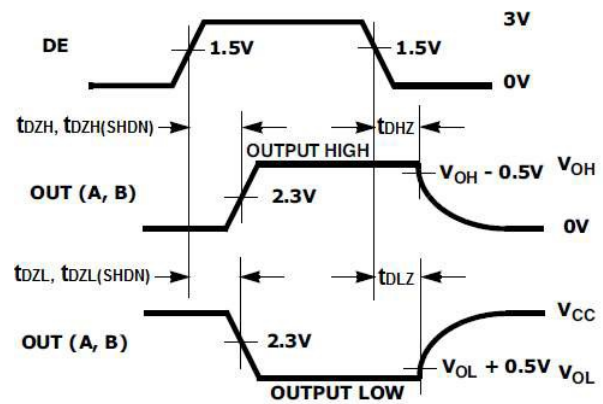 3V
DE
1.5V
1.5V
0V
tDZH, tDZH(SHDN)
tDHZ
OUTPUT HIGH
VOH - 0.5V
VOH
OUT (A, B)
2.3V
0V
tDZL, tDZL(SHDN)
tDLZ
VCC
OUT (A, B)
2.3V
VOL + 0.5V
VOL
OUTPUT LOW